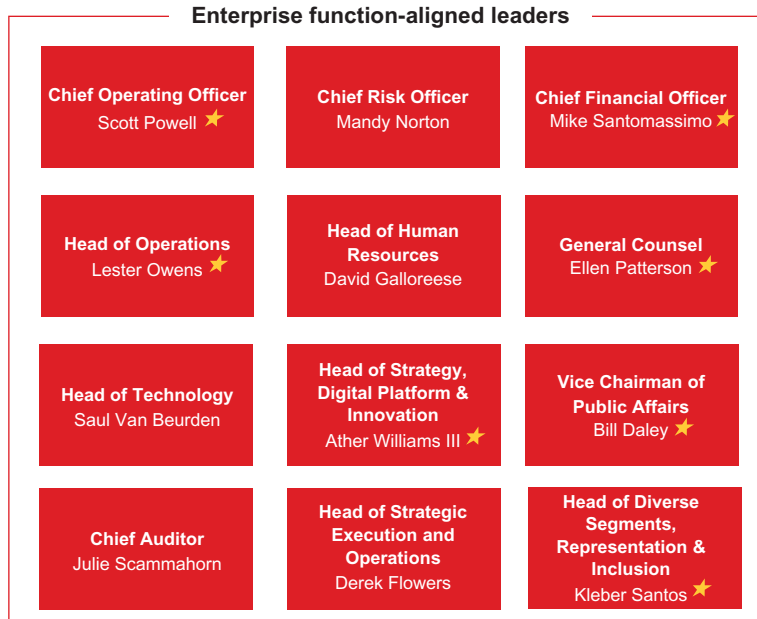 Enterprise function-aligned leaders
Chief Operating Officer
Scott Powell
Chief Risk Officer
Mandy Norton
Chief Financial Officer
Mike Santomassimo
Head of Operations
Lester Owens
Head of Human
Resources
David Galloreese
General Counsel
Ellen Patterson
Head of Technology
Saul Van Beurden
Head of Strategy,
Digital Platform &
Innovation
Ather Williams III
Vice Chairman of
Public Affairs
Bill Daley
Chief Auditor
Julie Scammahorn
Head of Strategic
Execution and
Operations
Derek Flowers
Head of Diverse
Segments,
Representation &
Inclusion
Kleber Santos